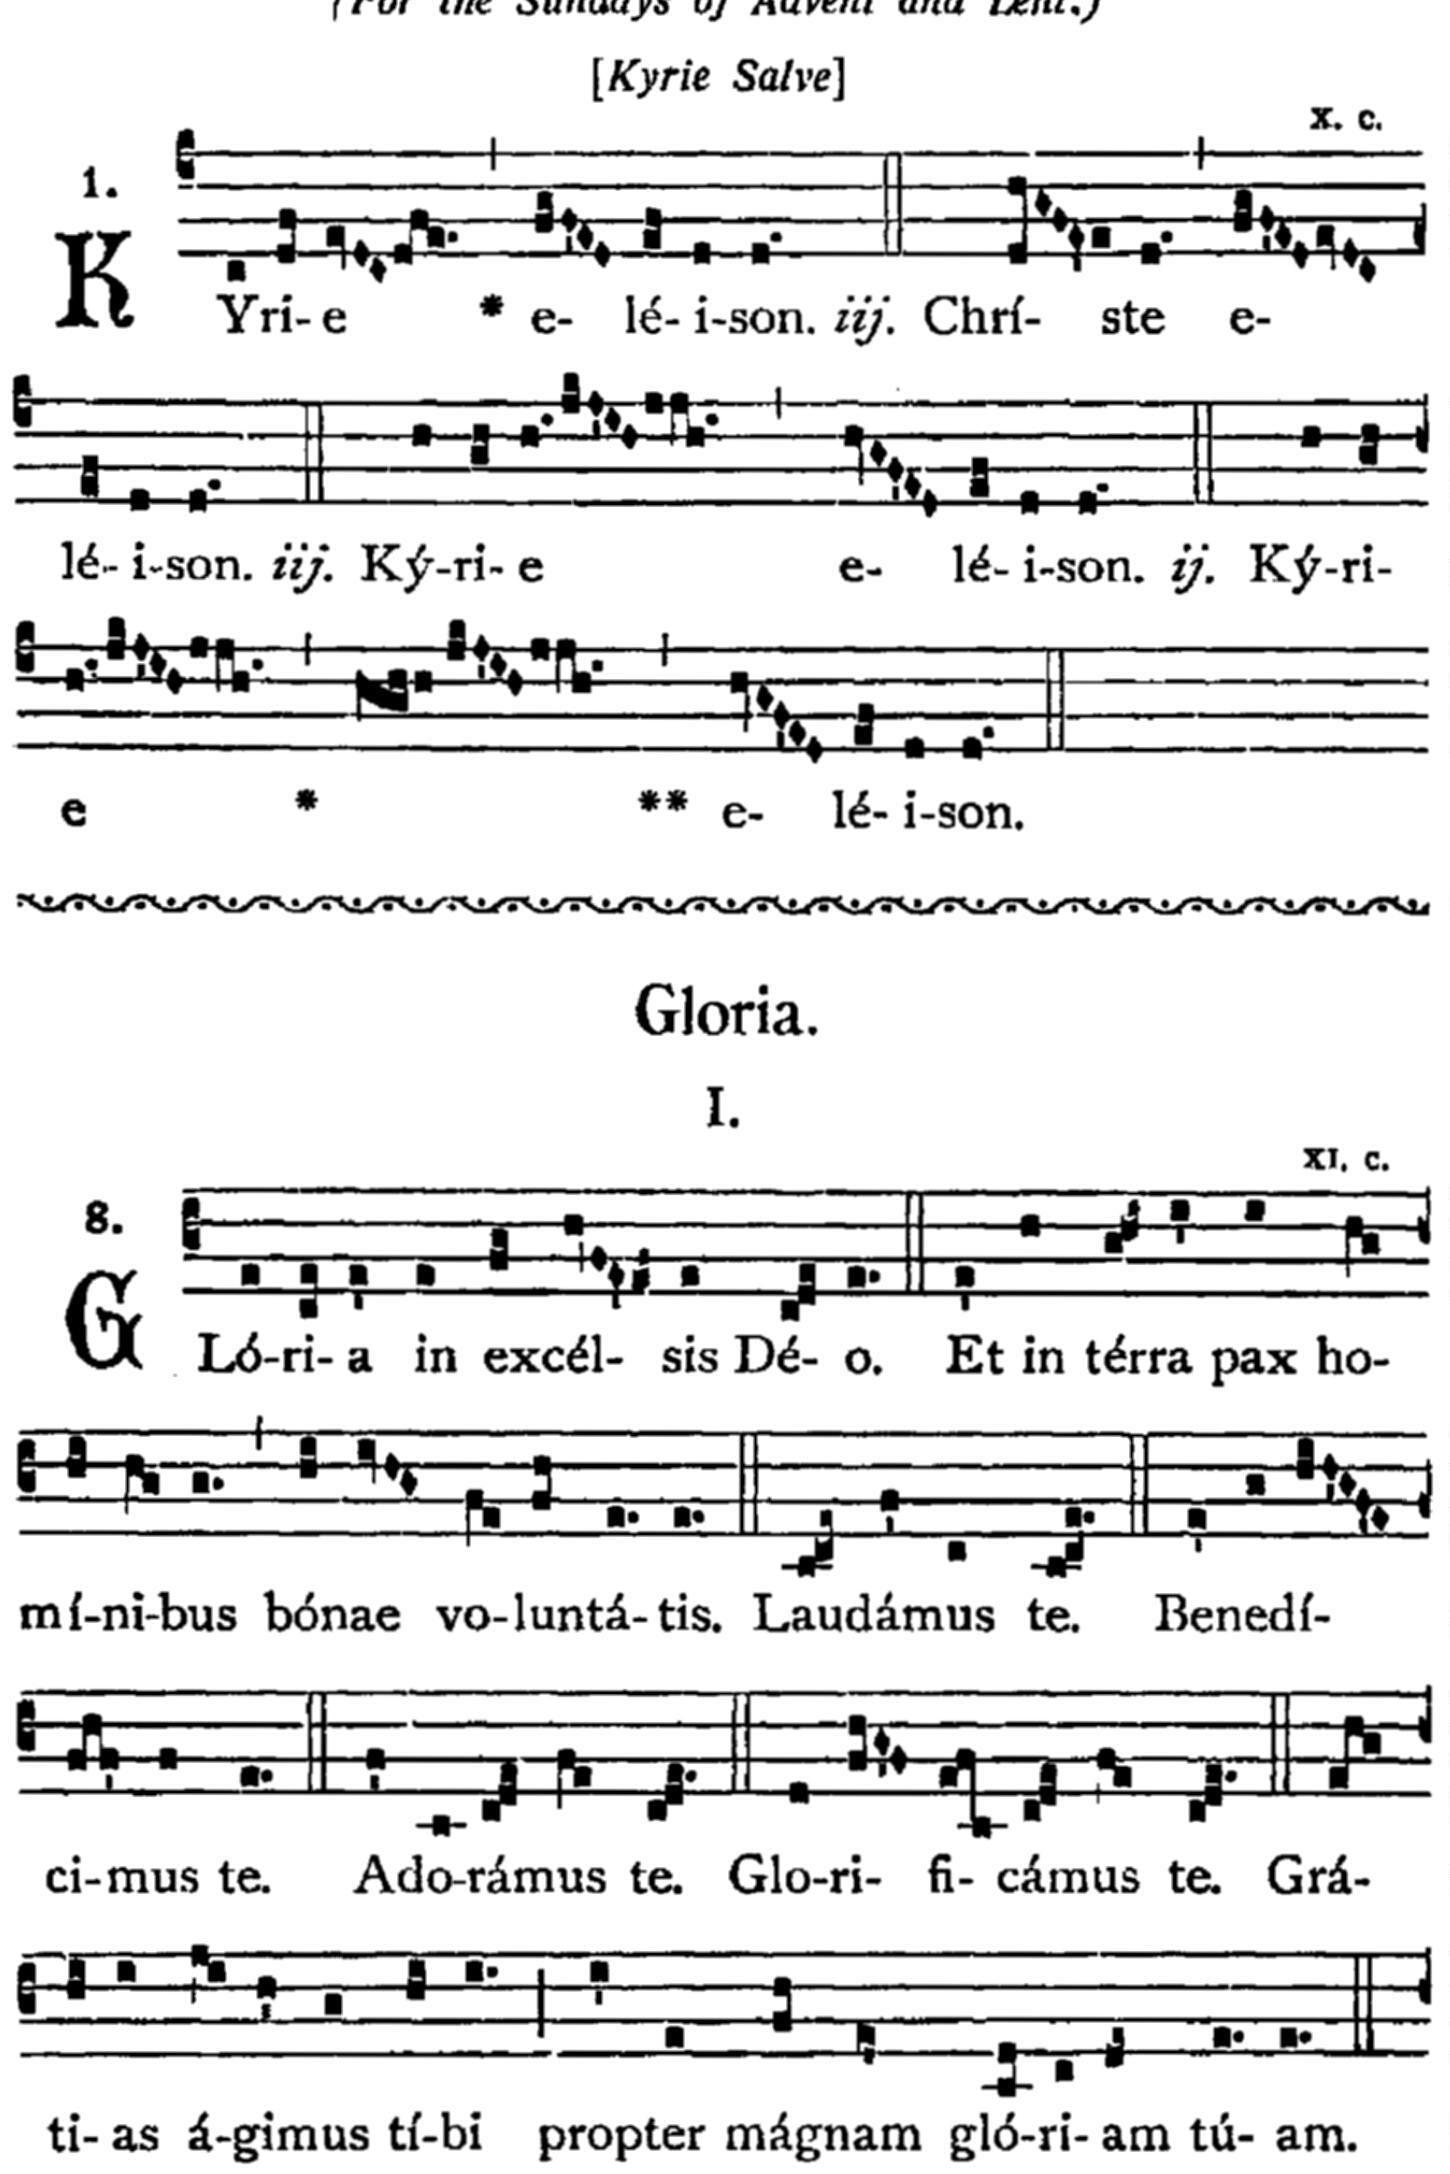 (For the Sundays of Advent and Lent.)
[Kyrie Salve]
X. c.
1.
KYri-e * e- lé- i-son. iij. Chrí- ste e-
lé- i-son. iij. Ký-ri- e e- lé- i-son. ij. Ký-ri-
e * ** e- lé- i-son.
Gloria.
I.
XI. c.
8.
GLó-ri- a in excél- sis Dé- o. Et in térra pax ho-
mí-ni-bus bónae vo-luntá-tis. Laudámus te. Benedí-
ci-mus te. Ado-rámus te. Glo-ri- fi- cámus te. Grá-
ti- as á-gimus tí-bi propter mágnam gló-ri- am tú- am.